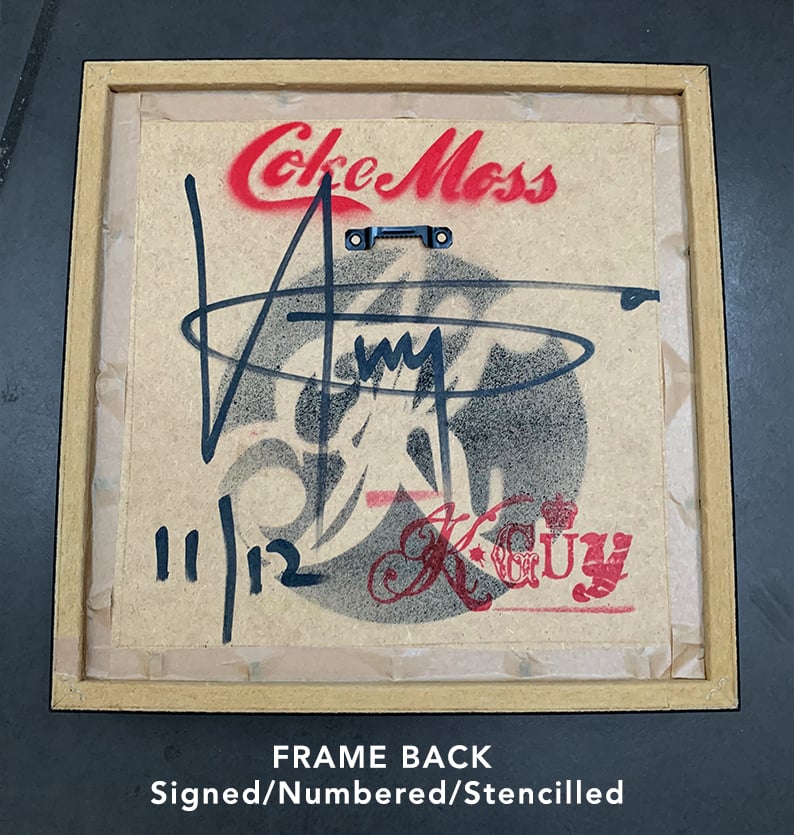 Coke Moss
11/12
K·Guy
FRAME BACK
Signed/Numbered/Stencilled